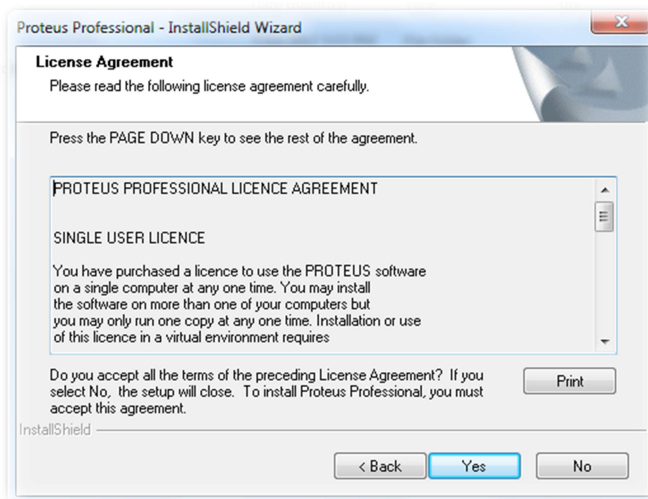 Proteus Professional - InstallShield Wizard
License Agreement
Please read the following license agreement carefully.
Press the PAGE DOWN key to see the rest of the agreement.
PROTEUS PROFESSIONAL LICENCE AGREEMENT
SINGLE USER LICENCE
You have purchased a licence to use the PROTEUS software
on a single computer at any one time. You may install
the software on more than one of your computers but
you may only run one copy at any one time. Installation or use
of this licence in a virtual environment requires
Do you accept all the terms of the preceding License Agreement? If you
select No, the setup will close. To install Proteus Professional, you must
accept this agreement.
Print
InstallShield
< Back
Yes
No